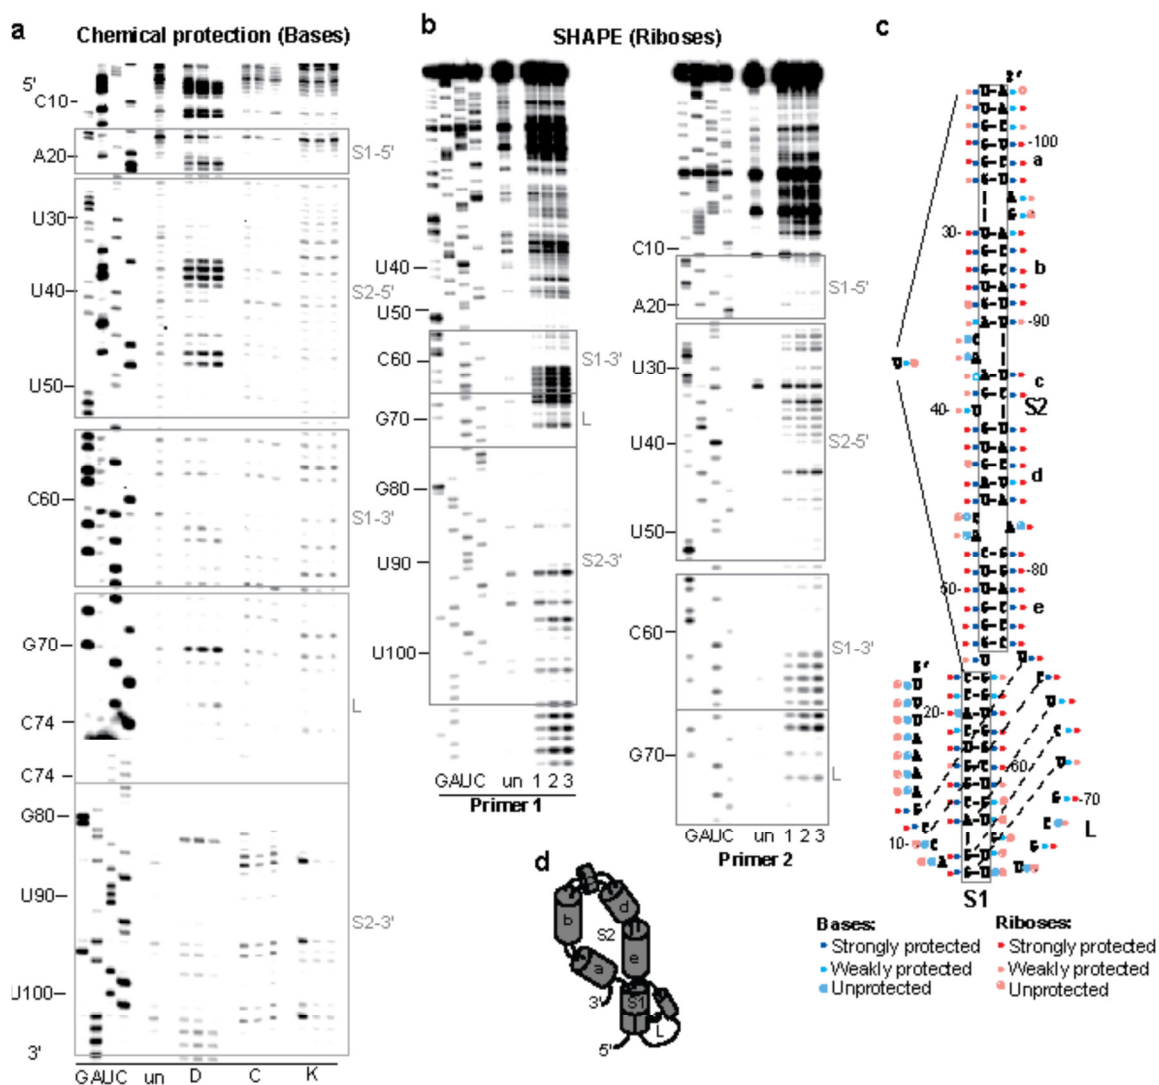 a
Chemical protection (Bases)
5'
C10
A20
U30
U40
U50
C60
G70
C74
C74
G80
U90
U100
3'
S1-5'
S2-5'
S1-3'
L
S2-3'
GAUC un D C K
b
SHAPE (Riboses)
U40
U50
C60
G70
G80
U90
U100
S1-3'
L
S2-3'
GAUC un 1 2 3
Primer 1
C10
A20
U30
U40
U50
C60
G70
S1-5'
S2-5'
S1-3'
L
GAUC un 1 2 3
Primer 2
c
-100
a
30-
b
-90
c
S2
40-
d
-80
50-
e
20-
60
-70
10-
L
S1
Bases:
Strongly protected
Weakly protected
Unprotected
Riboses:
Strongly protected
Weakly protected
Unprotected
d
b
d
S2
a
e
3'
S1
L
5'